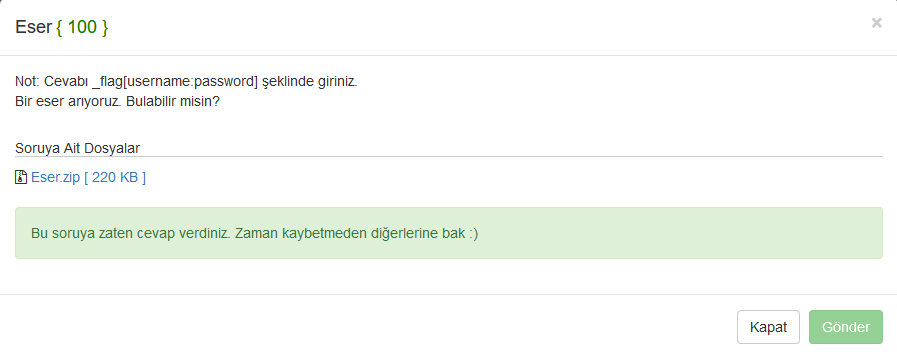 Eser { 100 }
×
Not: Cevabı _flag[username:password] şeklinde giriniz.
Bir eser arıyoruz. Bulabilir misin?
Soruya Ait Dosyalar
Eser.zip [ 220 KB ]
Bu soruya zaten cevap verdiniz. Zaman kaybetmeden diğerlerine bak :)
Kapat
Gönder